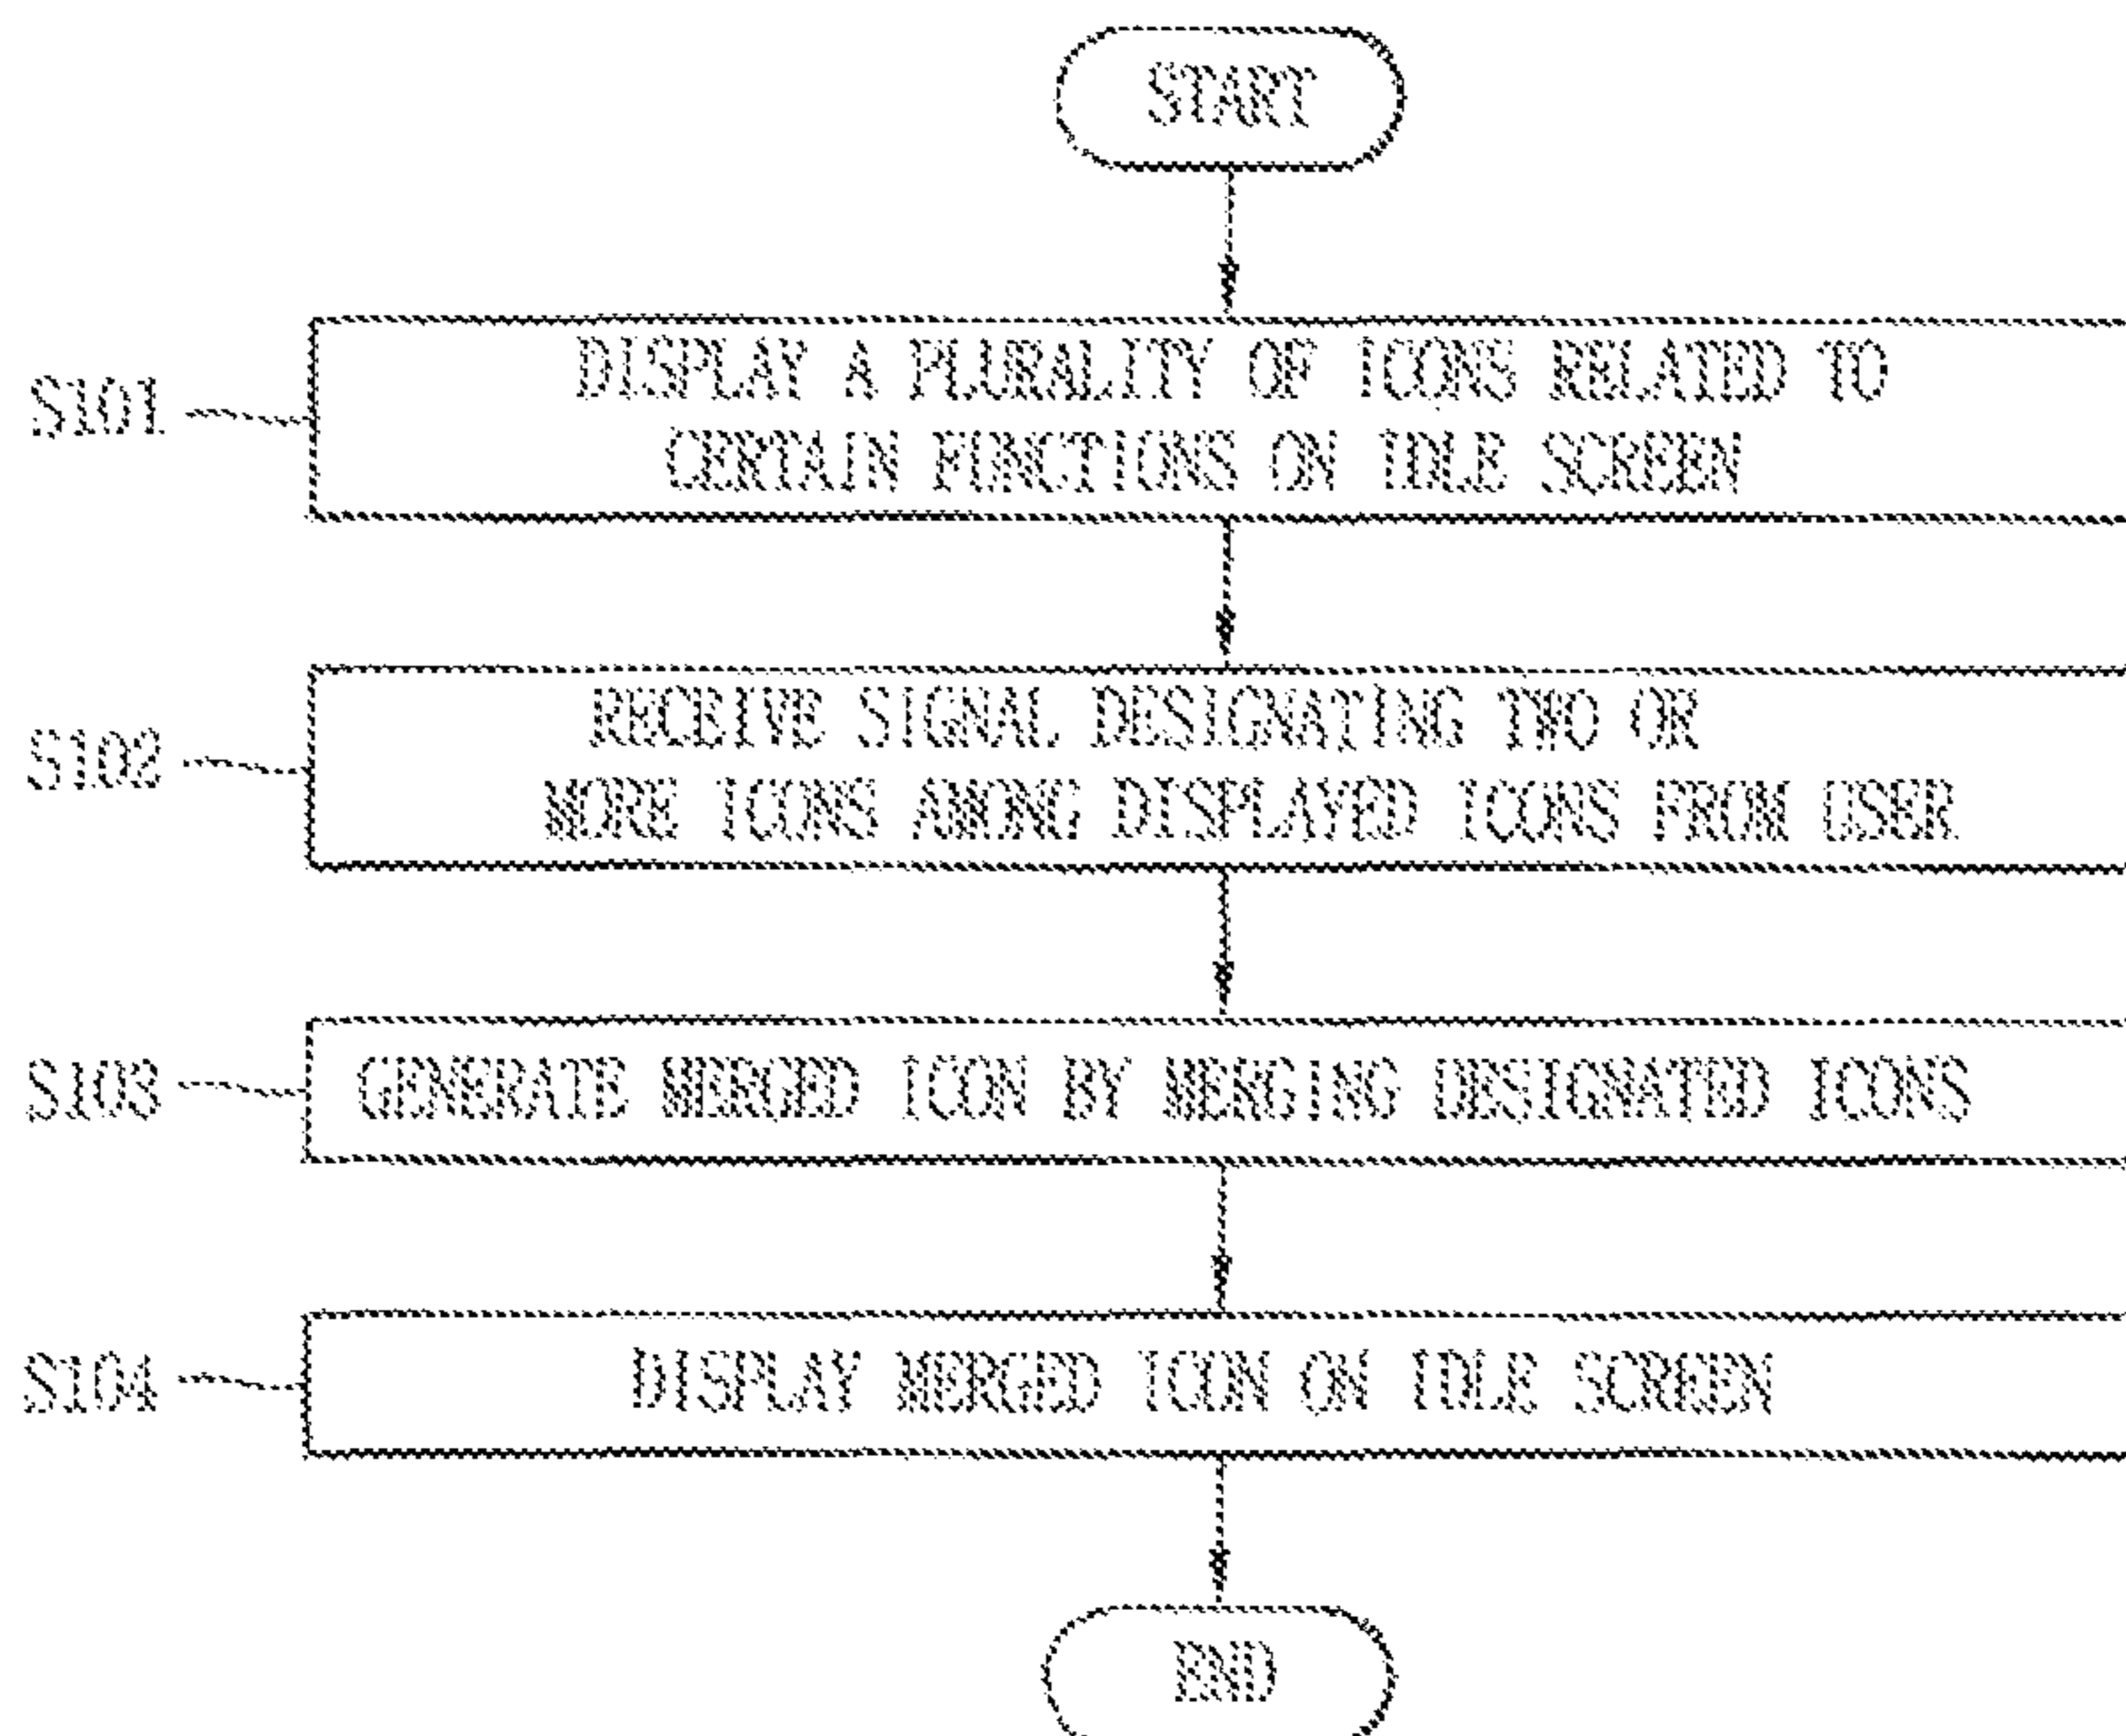 START
S101
DISPLAY A PLURALITY OF ICONS RELATED TO
CERTAIN FUNCTIONS ON IDLE SCREEN
S102
RECEIVE SIGNAL DESIGNATING TWO OR
MORE ICONS AMONG DISPLAYED ICONS FROM USER
S103
GENERATE MERGED ICON BY MERGING DESIGNATED ICONS
S104
DISPLAY MERGED ICON ON IDLE SCREEN
END